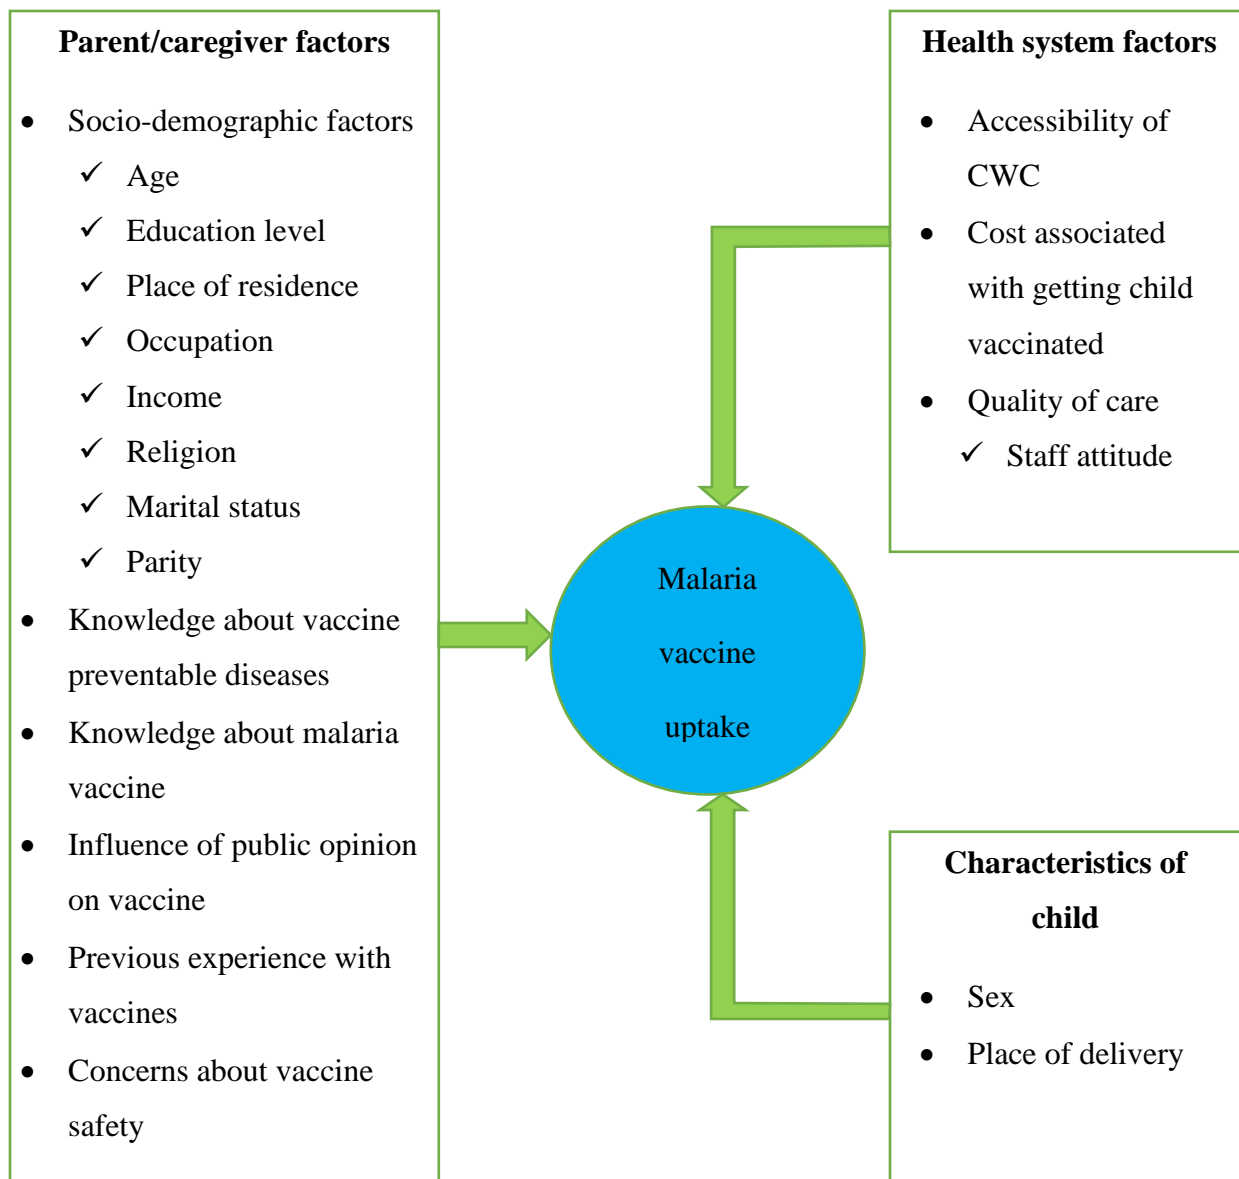 Parent/caregiver factors
• Socio-demographic factors
✓ Age
✓ Education level
✓ Place of residence
✓ Occupation
✓ Income
✓ Religion
✓ Marital status
✓ Parity
• Knowledge about vaccine
preventable diseases
• Knowledge about malaria
vaccine
• Influence of public opinion
on vaccine
• Previous experience with
vaccines
• Concerns about vaccine
safety
Malaria
vaccine
uptake
Health system factors
• Accessibility of
CWC
• Cost associated
with getting child
vaccinated
• Quality of care
✓ Staff attitude
Characteristics of
child
• Sex
• Place of delivery